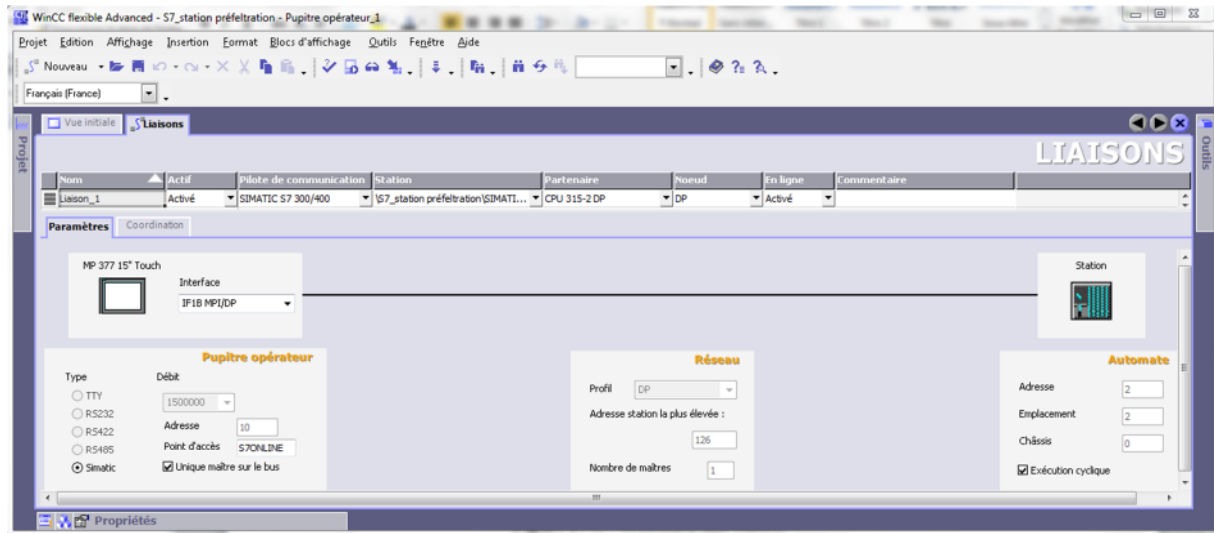 WinCC flexible Advanced - S7_station préfeltration - Pupitre opérateur_1
Projet Edition Affichage Insertion Format Blocs d'affichage Outils Fenêtre Aide
Nouveau
Français (France)
Vue initiale Liaisons
Projet
Outils
LIAISONS
Nom Actif Pilote de communication Station Partenaire Noeud En ligne Commentaire
Liaison_1 Activé SIMATIC S7 300/400 \S7_station préfeltration\SIMATI... CPU 315-2 DP DP Activé
Paramètres Coordination
MP 377 15" Touch
Interface
IF1B MPI/DP
Station
Pupitre opérateur
Type Débit
TTY
1500000
RS232
RS422
Adresse 10
RS485
Point d'accès S7ONLINE
Simatic
Unique maître sur le bus
Réseau
Profil DP
Adresse station la plus élevée :
126
Nombre de maîtres 1
Automate
Adresse 2
Emplacement 2
Châssis 0
Exécution cyclique
Propriétés